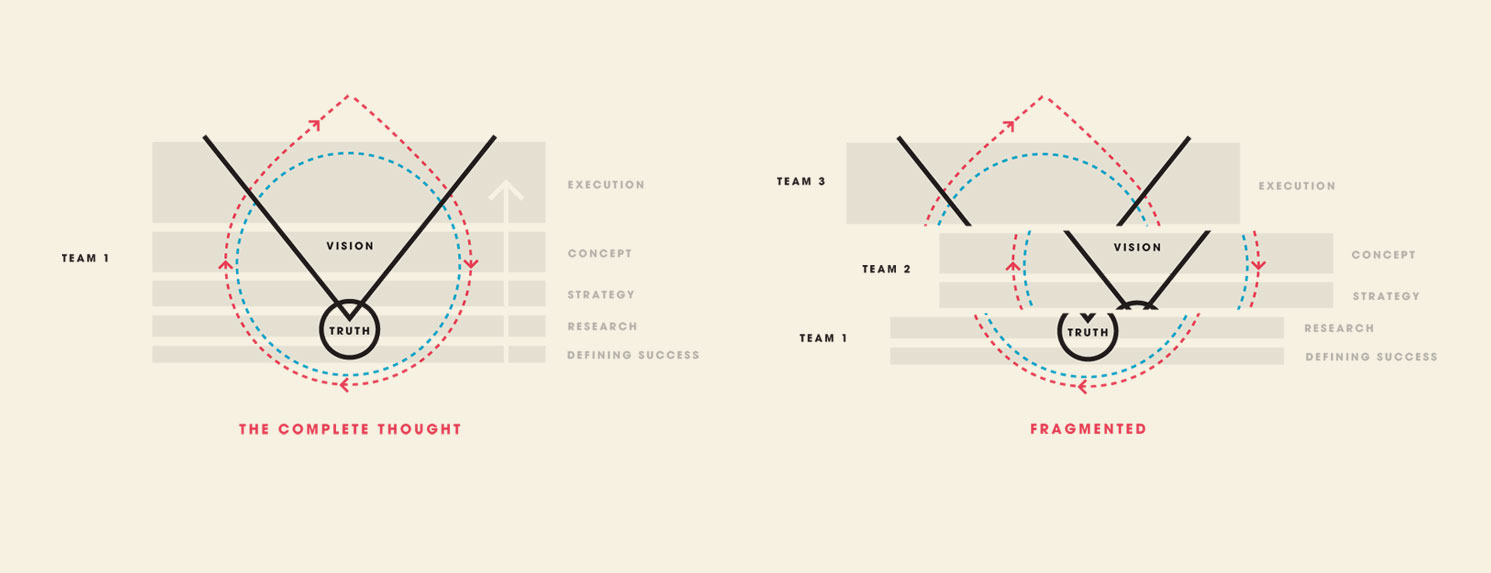 EXECUTION
VISION
CONCEPT
TEAM 1
STRATEGY
TRUTH
RESEARCH
DEFINING SUCCESS
THE COMPLETE THOUGHT
TEAM 3
EXECUTION
VISION
CONCEPT
TEAM 2
STRATEGY
TRUTH
RESEARCH
TEAM 1
DEFINING SUCCESS
FRAGMENTED